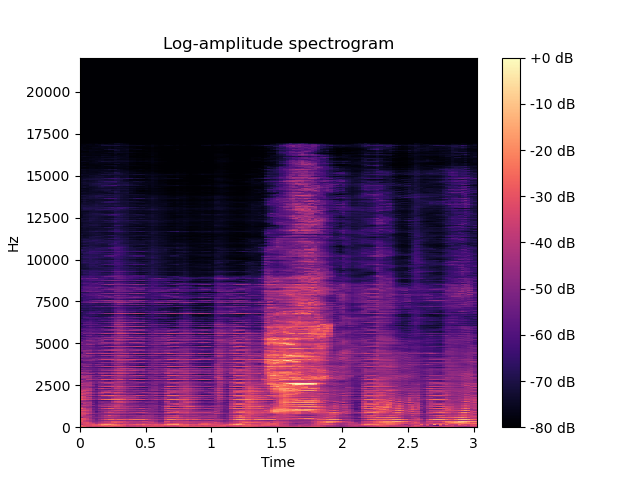 Log-amplitude spectrogram
Hz
20000
17500
15000
12500
10000
7500
5000
2500
0
0 0.5 1 1.5 2 2.5 3
Time
+0 dB
-10 dB
-20 dB
-30 dB
-40 dB
-50 dB
-60 dB
-70 dB
-80 dB